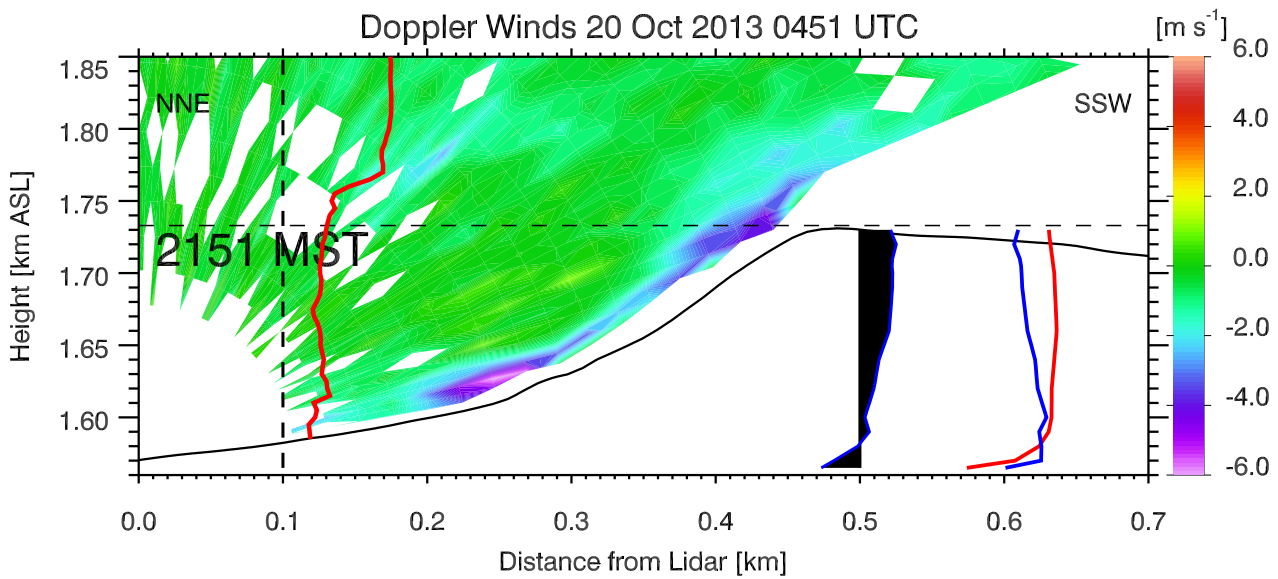 Doppler Winds 20 Oct 2013 0451 UTC
[m s-1]
NNE
SSW
2151 MST
Height [km ASL]
1.85
1.80
1.75
1.70
1.65
1.60
6.0
4.0
2.0
0.0
-2.0
-4.0
-6.0
0.0 0.1 0.2 0.3 0.4 0.5 0.6 0.7
Distance from Lidar [km]